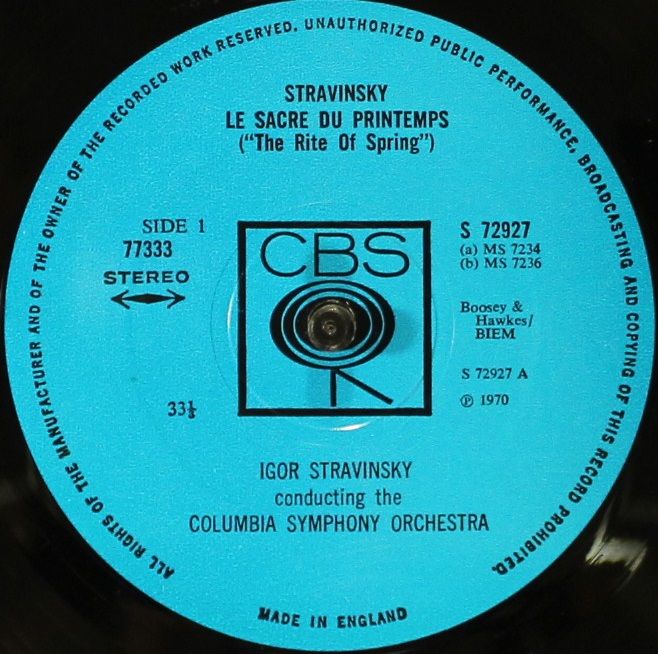 ALL RIGHTS OF THE MANUFACTURER AND OF THE OWNER OF THE RECORDED WORK RESERVED. UNAUTHORIZED PUBLIC PERFORMANCE, BROADCASTING AND COPYING OF THIS RECORD PROHIBITED.
STRAVINSKY
LE SACRE DU PRINTEMPS
("The Rite Of Spring")
SIDE 1
77333
STEREO
33⅓
CBS
S 72927
(a) MS 7234
(b) MS 7236
Boosey &
Hawkes/
BIEM
S 72927 A
℗ 1970
IGOR STRAVINSKY
conducting the
COLUMBIA SYMPHONY ORCHESTRA
MADE IN ENGLAND